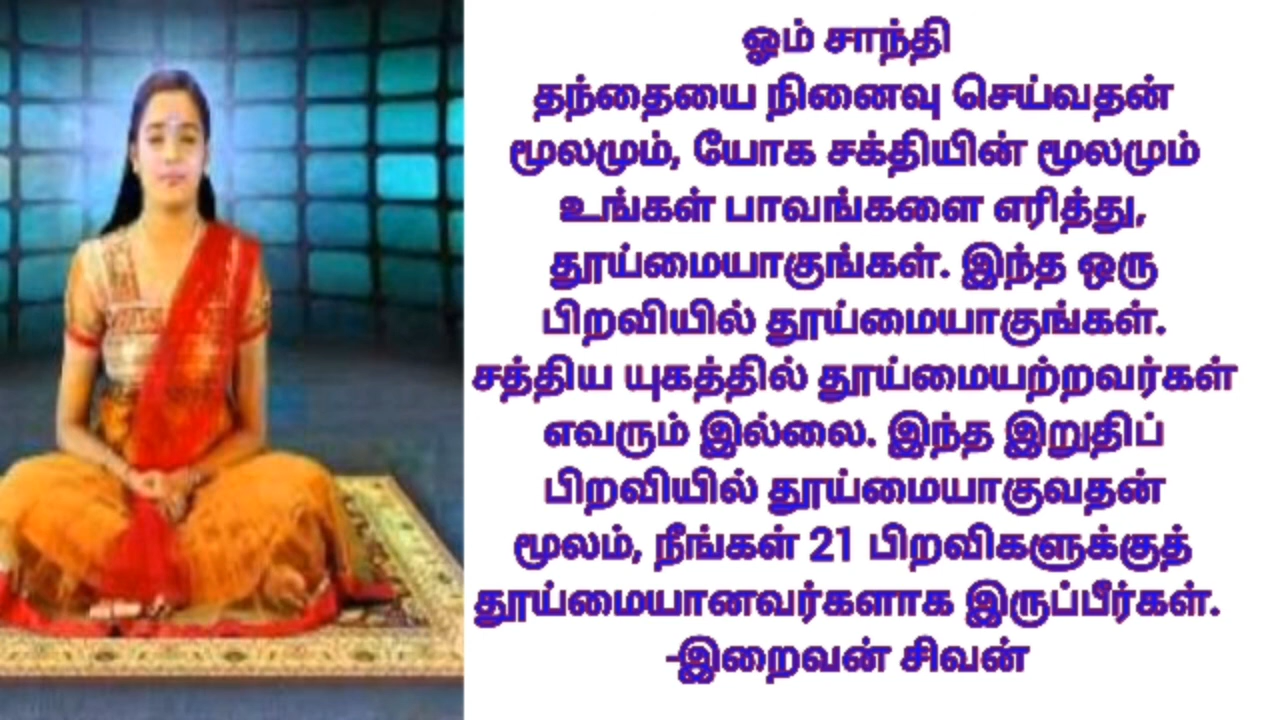 ஓம் சாந்தி
தந்தையை நினைவு செய்வதன்
மூலமும், யோக சக்தியின் மூலமும்
உங்கள் பாவங்களை எரித்து,
தூய்மையாகுங்கள். இந்த ஒரு
பிறவியில் தூய்மையாகுங்கள்.
சத்திய யுகத்தில் தூய்மையற்றவர்கள்
எவரும் இல்லை. இந்த இறுதிப்
பிறவியில் தூய்மையாகுவதன்
மூலம், நீங்கள் 21 பிறவிகளுக்குத்
தூய்மையானவர்களாக இருப்பீர்கள்.
-இறைவன் சிவன்